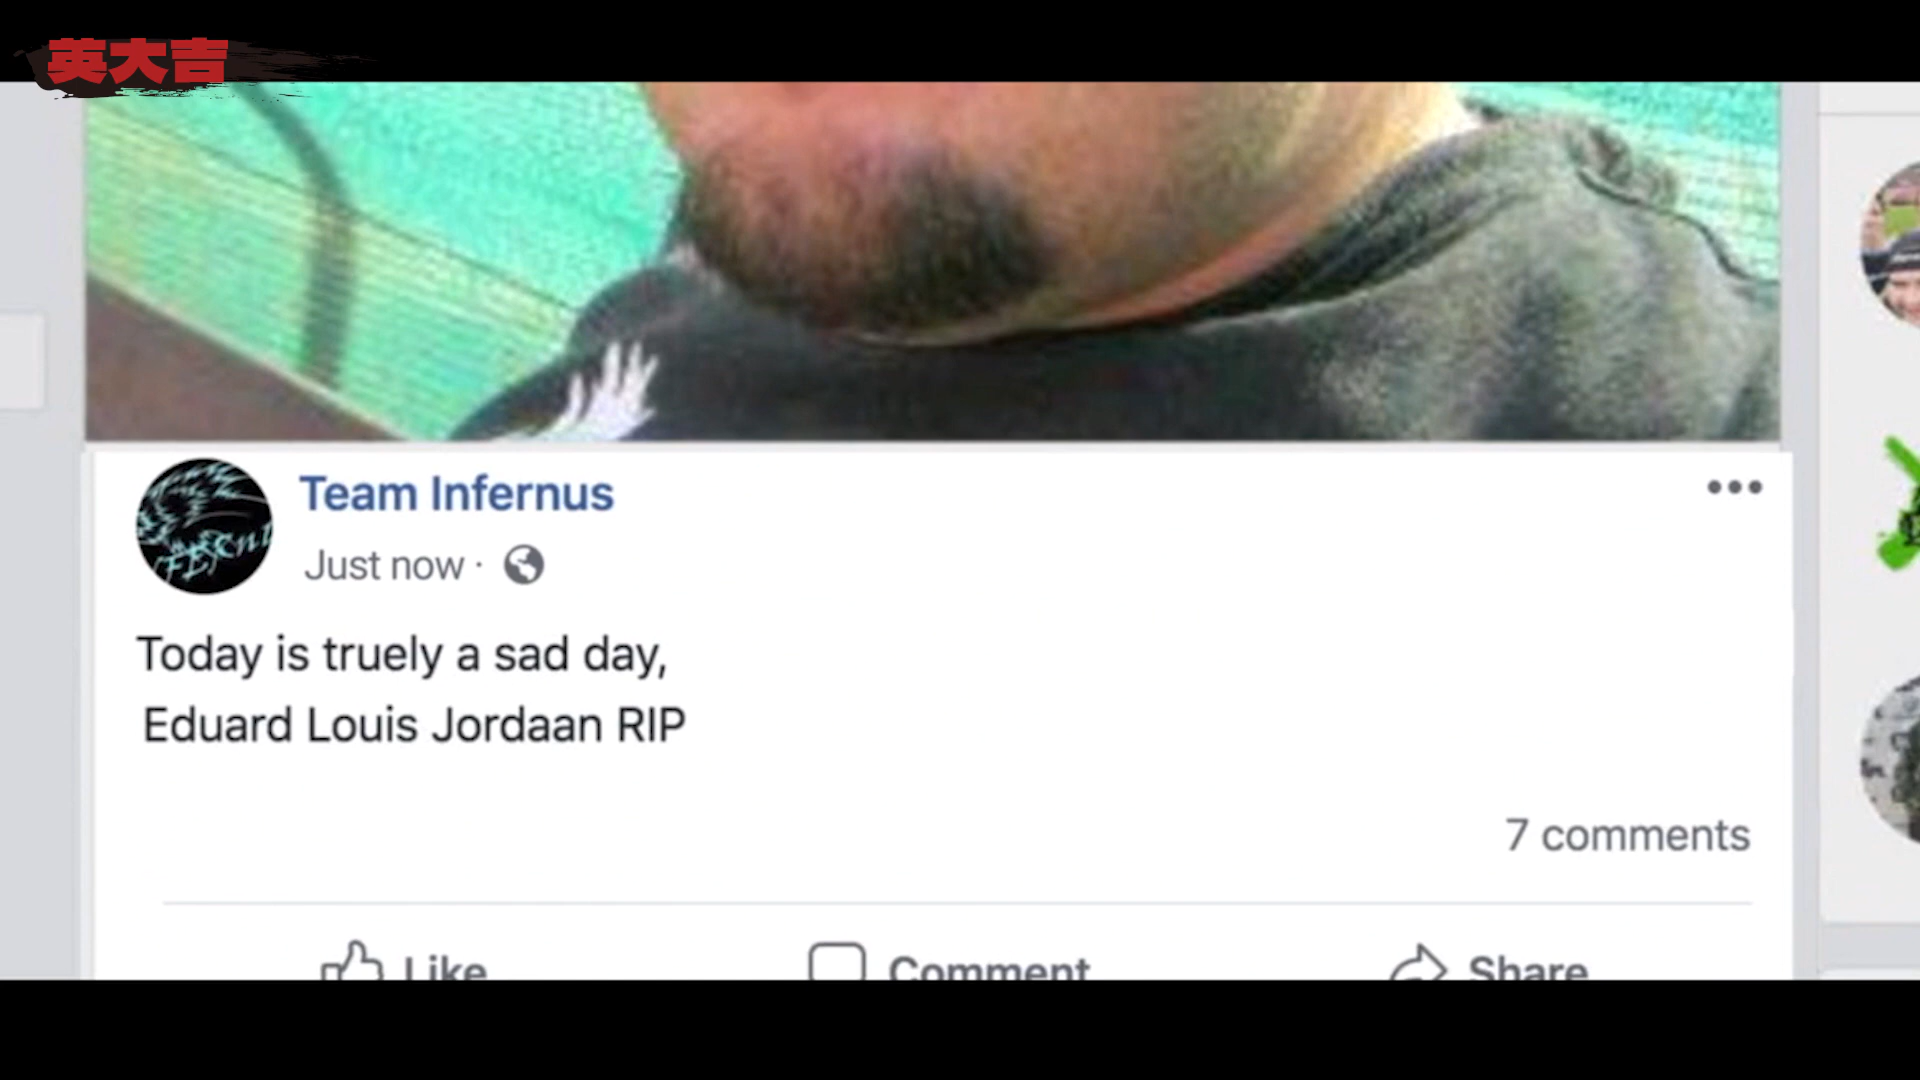 英大吉
Team Infernus
Just now ·
Today is truely a sad day,
Eduard Louis Jordaan RIP
7 comments
Like
Comment
Share